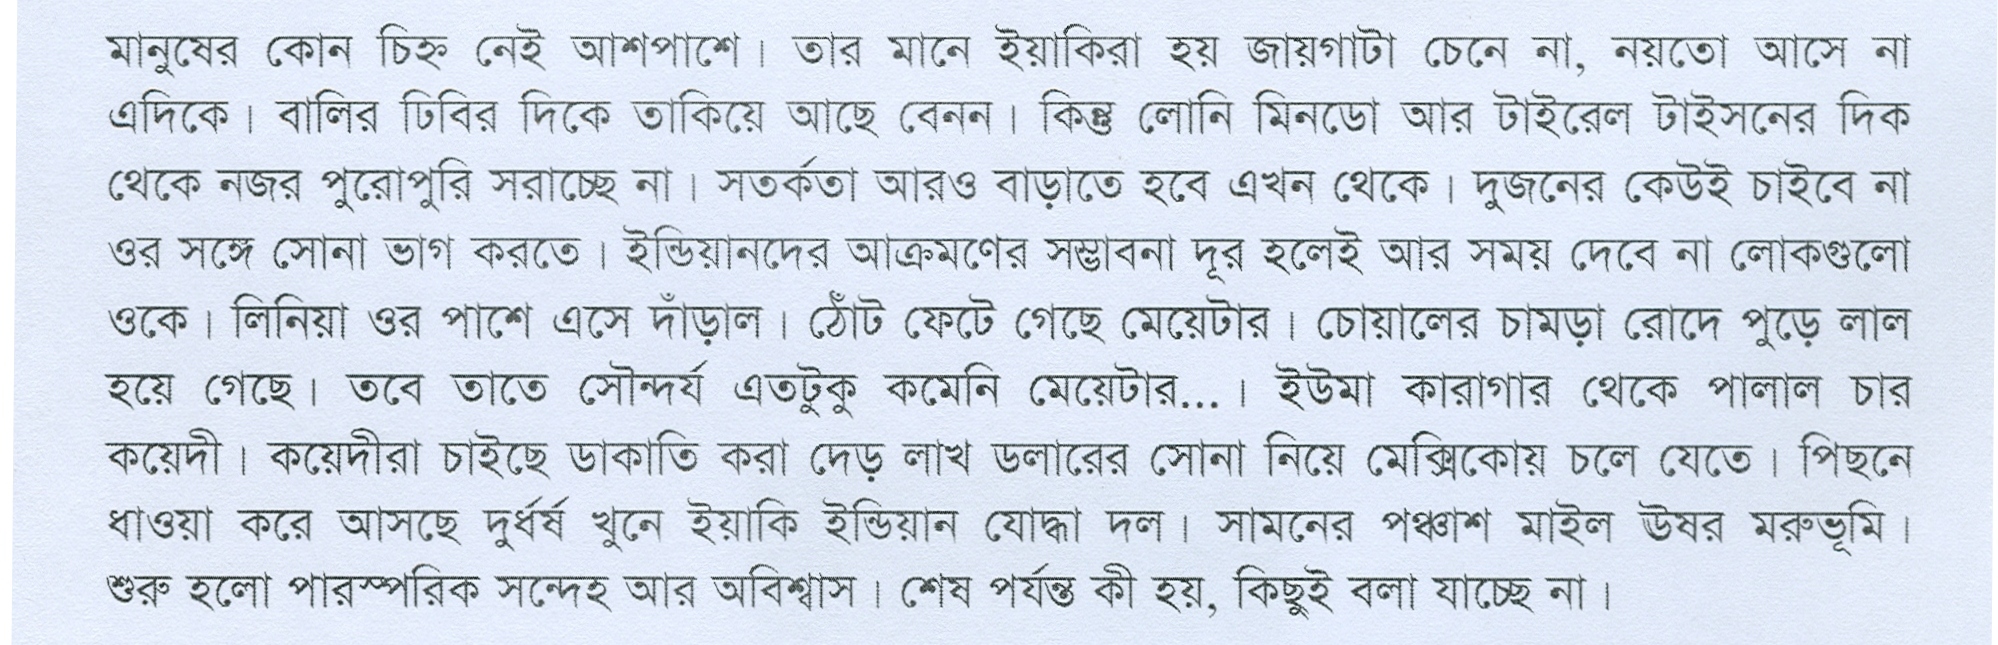 মানুষের কোন চিহ্ন নেই আশপাশে। তার মানে ইয়াকিরা হয় জায়গাটা চেনে না, নয়তো আসে না
এদিকে। বালির ঢিবির দিকে তাকিয়ে আছে বেনন। কিন্তু লোনি মিনডো আর টাইরেল টাইসনের দিক
থেকে নজর পুরোপুরি সরাচ্ছে না। সতর্কতা আরও বাড়াতে হবে এখন থেকে। দুজনের কেউই চাইবে না
ওর সঙ্গে সোনা ভাগ করতে। ইন্ডিয়ানদের আক্রমণের সম্ভাবনা দূর হলেই আর সময় দেবে না লোকগুলো
ওকে। লিনিয়া ওর পাশে এসে দাঁড়াল। ঠোঁট ফেটে গেছে মেয়েটার। চোয়ালের চামড়া রোদে পুড়ে লাল
হয়ে গেছে। তবে তাতে সৌন্দর্য এতটুকু কমেনি মেয়েটার...। ইউমা কারাগার থেকে পালাল চার
কয়েদী। কয়েদীরা চাইছে ডাকাতি করা দেড় লাখ ডলারের সোনা নিয়ে মেক্সিকোয় চলে যেতে। পিছনে
ধাওয়া করে আসছে দুর্ধর্ষ খুনে ইয়াকি ইন্ডিয়ান যোদ্ধা দল। সামনের পঞ্চাশ মাইল ঊষর মরুভূমি।
শুরু হলো পারস্পরিক সন্দেহ আর অবিশ্বাস। শেষ পর্যন্ত কী হয়, কিছুই বলা যাচ্ছে না।